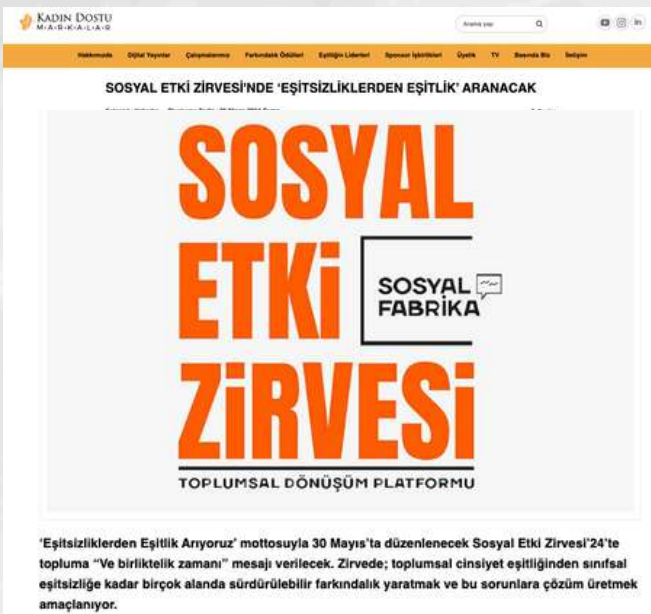 KADIN DOSTU
M•A•R•K•A•L•A•R
Arama yap
Hakkımızda Dijital Yayınlar Çalışmalarımız Farkındalık Ödülleri Eşitliğin Liderleri Sponsor İşbirlikleri Üyelik TV Basında Biz İletişim
SOSYAL ETKİ ZİRVESİ'NDE 'EŞİTSİZLİKLERDEN EŞİTLİK' ARANACAK
SOSYAL
ETKİ
SOSYAL
FABRİKA
ZİRVESİ
TOPLUMSAL DÖNÜŞÜM PLATFORMU
'Eşitsizliklerden Eşitlik Arıyoruz' mottosuyla 30 Mayıs'ta düzenlenecek Sosyal Etki Zirvesi'24'te
topluma “Ve birliktelik zamanı” mesajı verilecek. Zirvede; toplumsal cinsiyet eşitliğinden sınıfsal
eşitsizliğe kadar birçok alanda sürdürülebilir farkındalık yaratmak ve bu sorunlara çözüm üretmek
amaçlanıyor.